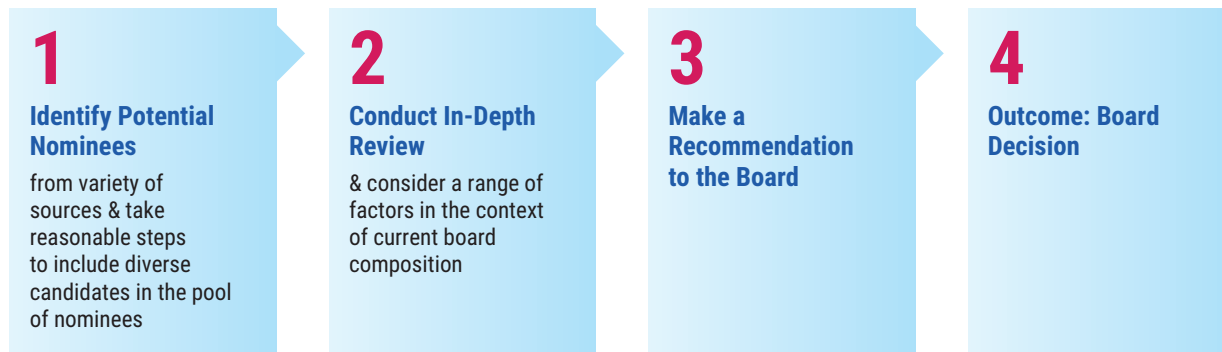 1
Identify Potential
Nominees
from variety of
sources & take
reasonable steps
to include diverse
candidates in the pool
of nominees
2
Conduct In-Depth
Review
& consider a range of
factors in the context
of current board
composition
3
Make a
Recommendation
to the Board
4
Outcome: Board
Decision